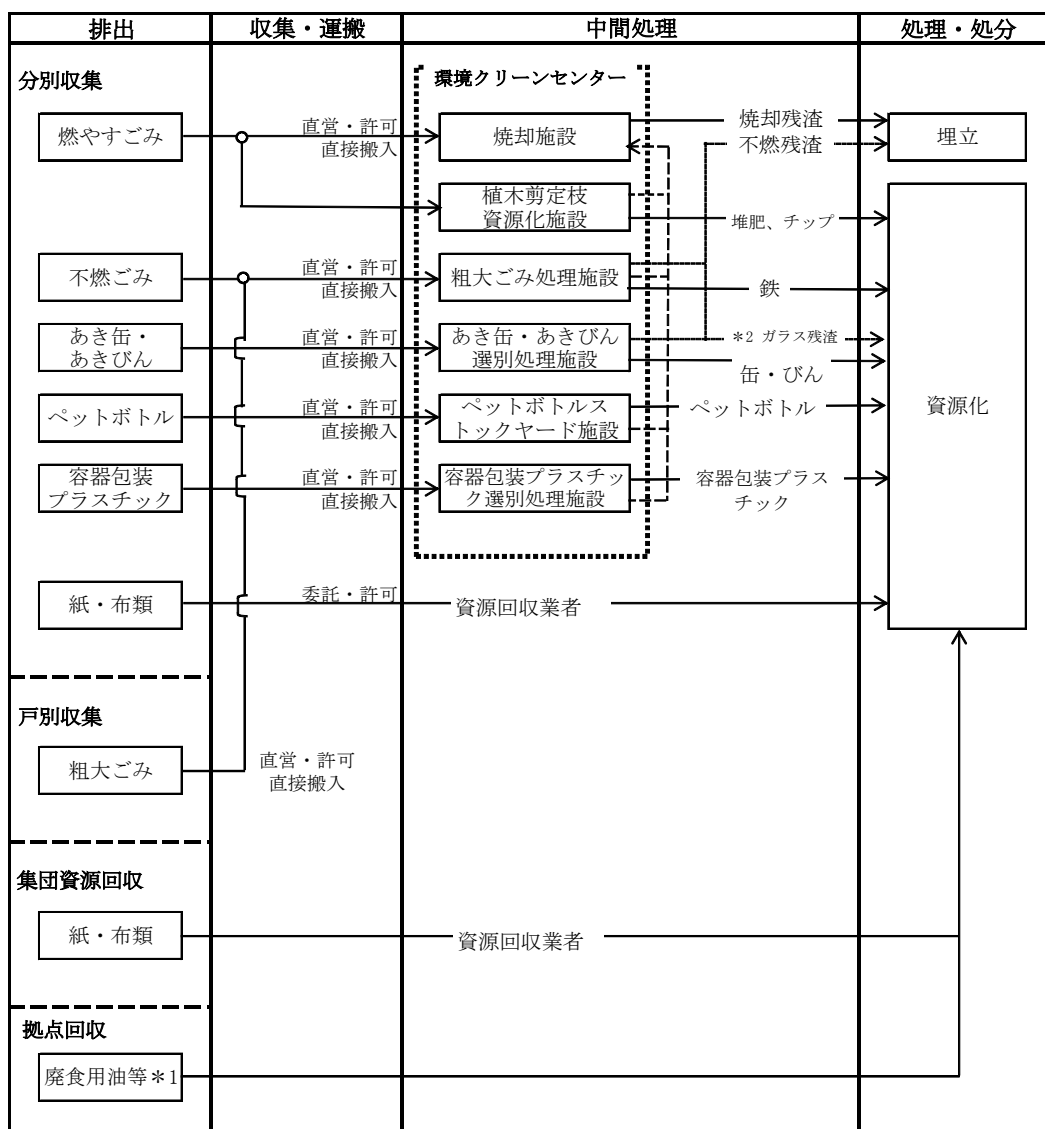 排出
収集・運搬
中間処理
処理・処分
分別収集
環境クリーンセンター
燃やすごみ
直営・許可
直接搬入
焼却施設
焼却残渣
不燃残渣
埋立
植木剪定枝
資源化施設
堆肥、チップ
不燃ごみ
直営・許可
直接搬入
粗大ごみ処理施設
鉄
あき缶・
あきびん
直営・許可
直接搬入
あき缶・あきびん
選別処理施設
*2 ガラス残渣
缶・びん
ペットボトル
直営・許可
直接搬入
ペットボトルス
トックヤード施設
ペットボトル
資源化
容器包装
プラスチック
直営・許可
直接搬入
容器包装プラスチッ
ク選別処理施設
容器包装プラス
チック
紙・布類
委託・許可
資源回収業者
戸別収集
粗大ごみ
直営・許可
直接搬入
集団資源回収
紙・布類
資源回収業者
拠点回収
廃食用油等*1